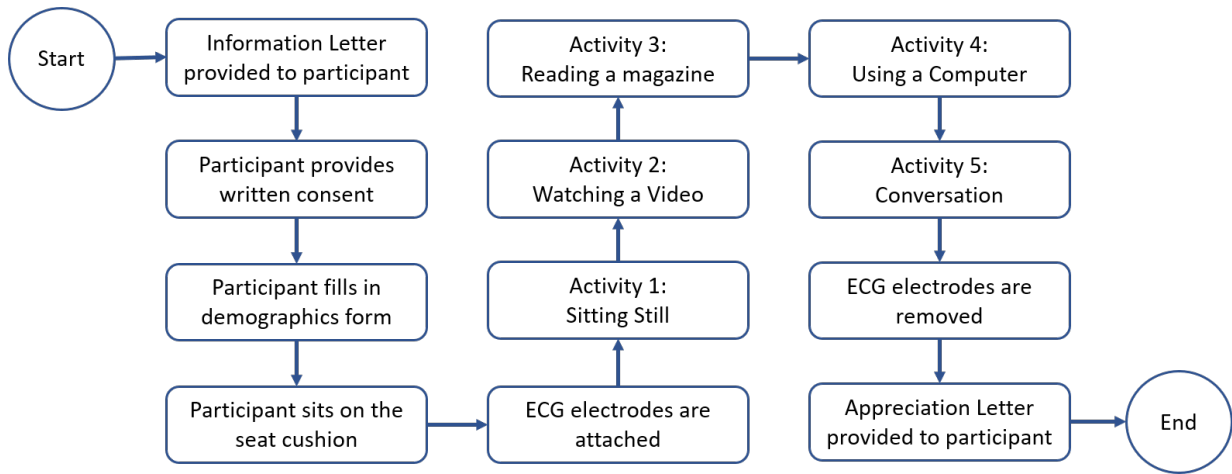 Start
Information Letter
provided to participant
Participant provides
written consent
Participant fills in
demographics form
Participant sits on the
seat cushion
ECG electrodes are
attached
Activity 1:
Sitting Still
Activity 2:
Watching a Video
Activity 3:
Reading a magazine
Activity 4:
Using a Computer
Activity 5:
Conversation
ECG electrodes are
removed
Appreciation Letter
provided to participant
End